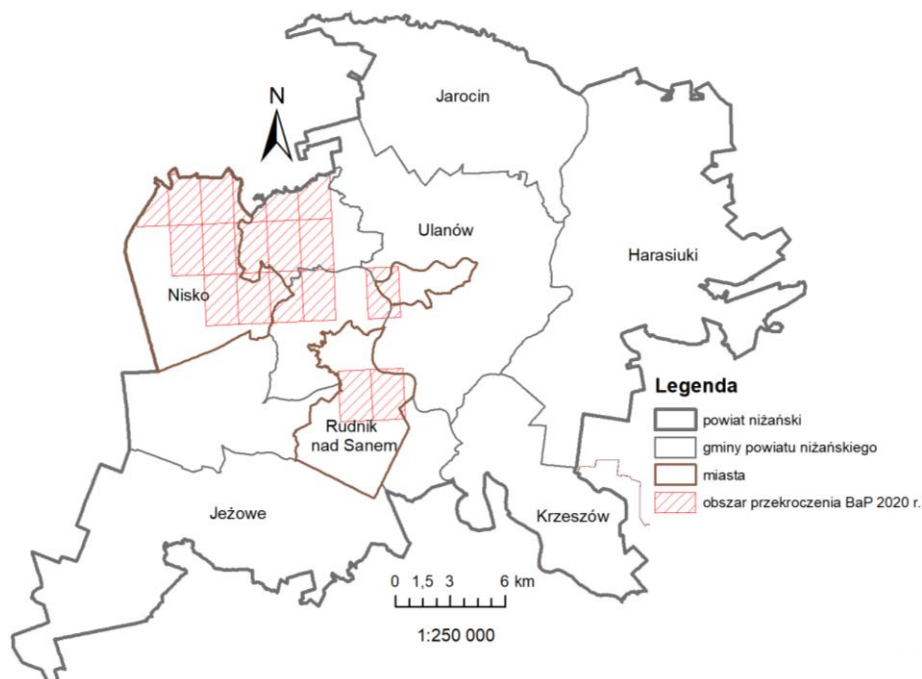 N
Jarocin
Ulanów
Harasiuki
Nisko
Rudnik
nad Sanem
Jeżowe
Krzeszów
Legenda
powiat niżański
gminy powiatu niżańskiego
miasta
obszar przekroczenia BaP 2020 r.
0 1,5 3 6 km
1:250 000